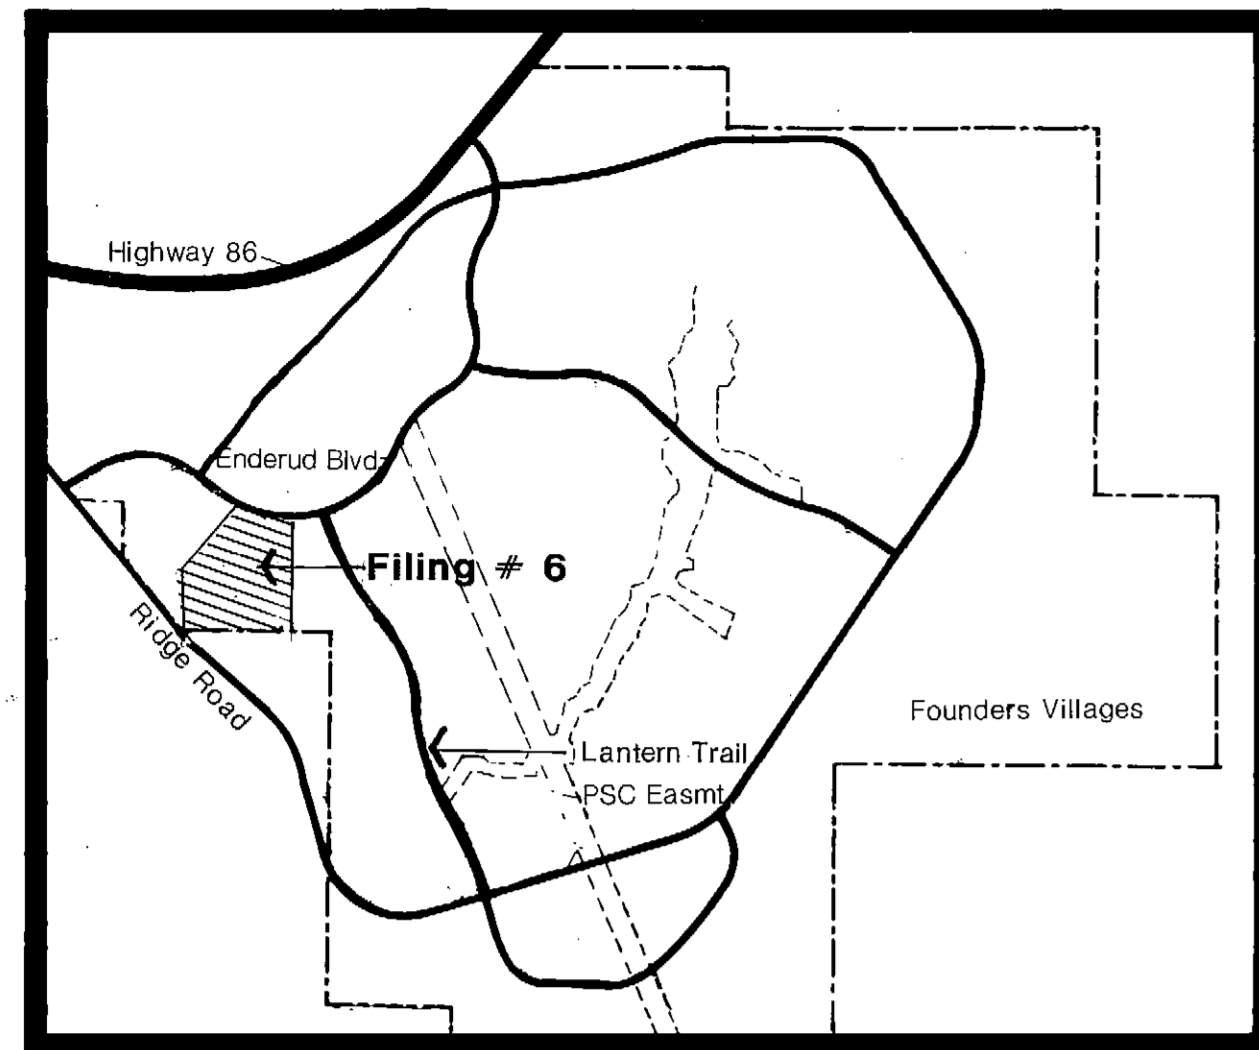 Highway 86
Enderud Blvd
Filing # 6
Ridge Road
Founders Villages
Lantern Trail
PSC Easmt